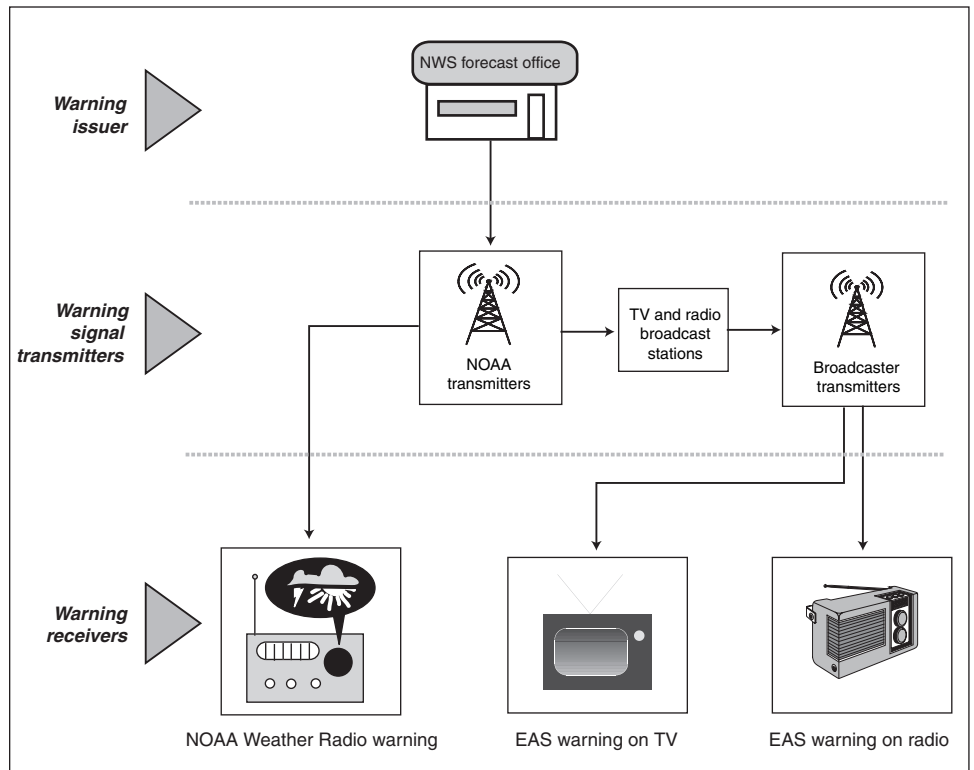 NWS forecast office
Warning
issuer
Warning
signal
transmitters
NOAA
transmitters
TV and radio
broadcast
stations
Broadcaster
transmitters
Warning
receivers
NOAA Weather Radio warning
EAS warning on TV
EAS warning on radio